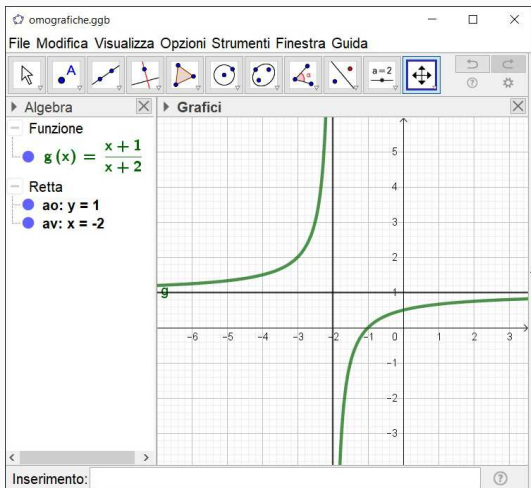 omografiche.ggb
File Modifica Visualizza Opzioni Strumenti Finestra Guida
A
α
a=2
Algebra
Grafici
Funzione
g(x) = x + 1
x + 2
Retta
ao: y = 1
av: x = -2
g
5
4
3
2
1
-6 -5 -4 -3 -2 -1 0 1 2 3
-1
-2
-3
Inserimento: